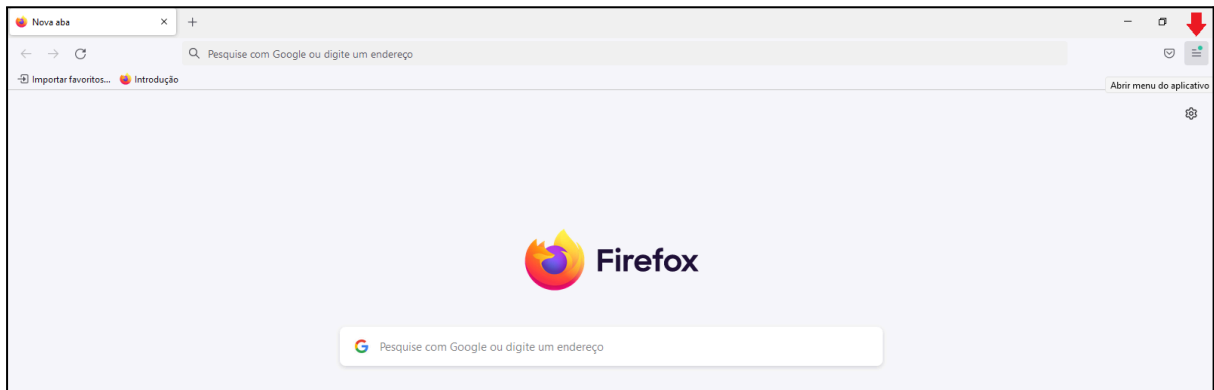 Nova aba
Pesquise com Google ou digite um endereço
Importar favoritos... Introdução
Abrir menu do aplicativo
Firefox
Pesquise com Google ou digite um endereço